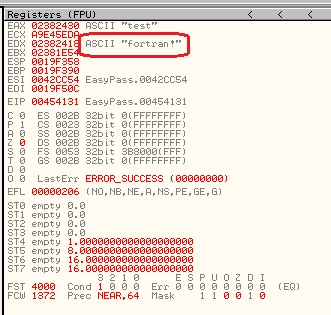 Registers (FPU) < < <
EAX 02382430 ASCII "test"
ECX A9E45EDA
EDX 02382418 ASCII "fortran!"
EBX 02381E54
ESP 0019F358
EBP 0019F390
ESI 0042CC54 EasyPass.0042CC54
EDI 0019F50C
EIP 00454131 EasyPass.00454131
C 0 ES 002B 32bit 0(FFFFFFFF)
P 1 CS 0023 32bit 0(FFFFFFFF)
A 0 SS 002B 32bit 0(FFFFFFFF)
Z 0 DS 002B 32bit 0(FFFFFFFF)
S 0 FS 0053 32bit 3B8000(FFF)
T 0 GS 002B 32bit 0(FFFFFFFF)
D 0
O 0 LastErr ERROR_SUCCESS (00000000)
EFL 00000206 (NO,NB,NE,A,NS,PE,GE,G)
ST0 empty 0.0
ST1 empty 0.0
ST2 empty 0.0
ST3 empty 0.0
ST4 empty 1.0000000000000000000
ST5 empty 8.0000000000000000000
ST6 empty 16.000000000000000000
ST7 empty 16.000000000000000000
3 2 1 0 E S P U O Z D I
FST 4000 Cond 1 0 0 0 Err 0 0 0 0 0 0 0 0 (EQ)
FCW 1372 Prec NEAR,64 Mask 1 1 0 0 1 0